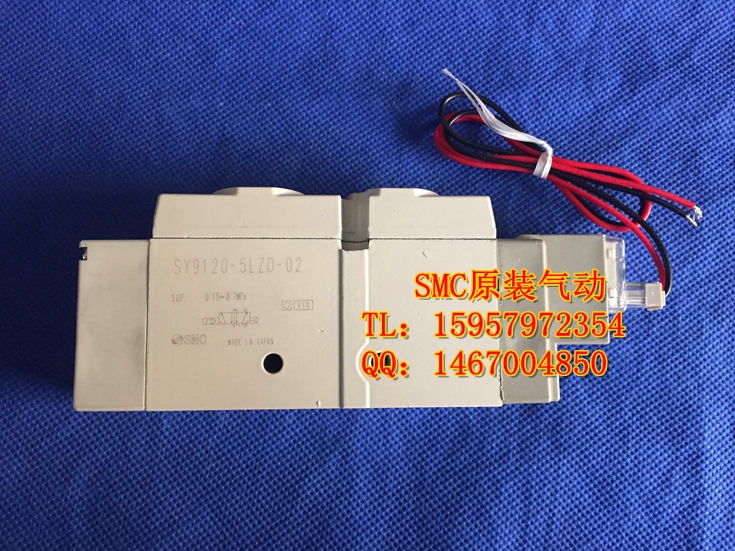 SY9120-5LZD-02
SUP. 0.15~0.7MPa
SMC MADE IN JAPAN
SMC原装气动
TL: 15957972354
QQ: 1467004850